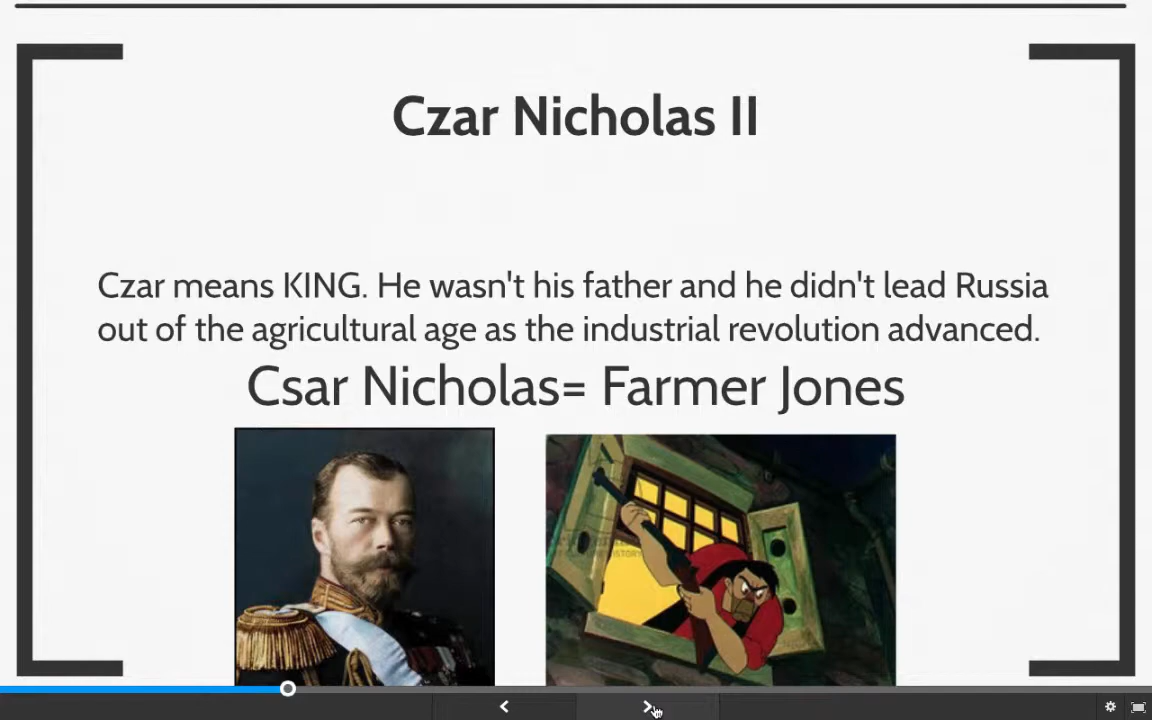 Czar Nicholas II
Czar means KING. He wasn't his father and he didn't lead Russia
out of the agricultural age as the industrial revolution advanced.
Csar Nicholas= Farmer Jones